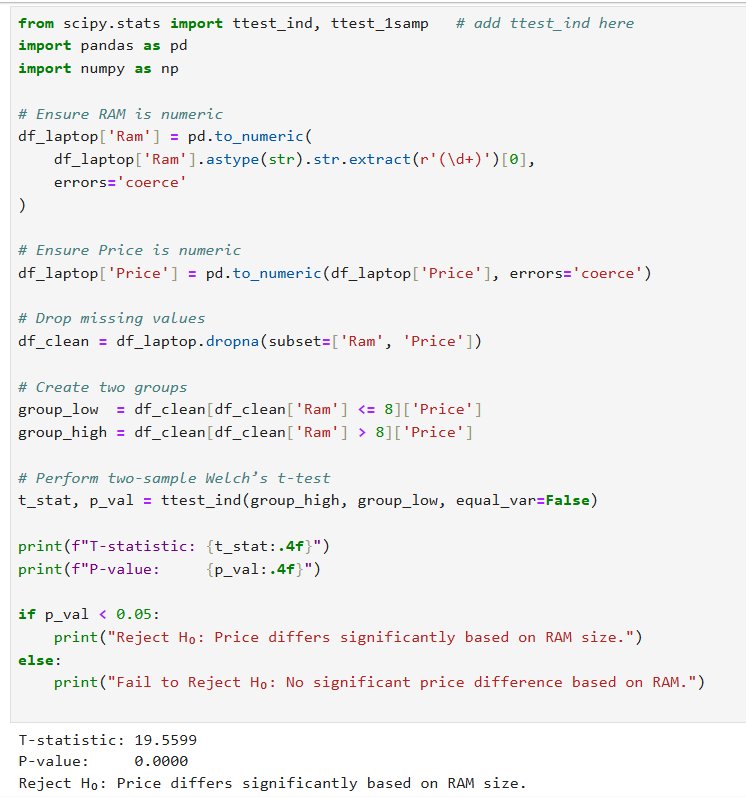 from scipy.stats import ttest_ind, ttest_1samp   # add ttest_ind here
import pandas as pd
import numpy as np

# Ensure RAM is numeric
df_laptop['Ram'] = pd.to_numeric(
    df_laptop['Ram'].astype(str).str.extract(r'(\d+)')[0],
    errors='coerce'
)

# Ensure Price is numeric
df_laptop['Price'] = pd.to_numeric(df_laptop['Price'], errors='coerce')

# Drop missing values
df_clean = df_laptop.dropna(subset=['Ram', 'Price'])

# Create two groups
group_low  = df_clean[df_clean['Ram'] <= 8]['Price']
group_high = df_clean[df_clean['Ram'] > 8]['Price']

# Perform two-sample Welch’s t-test
t_stat, p_val = ttest_ind(group_high, group_low, equal_var=False)

print(f"T-statistic: {t_stat:.4f}")
print(f"P-value:     {p_val:.4f}")

if p_val < 0.05:
    print("Reject H₀: Price differs significantly based on RAM size.")
else:
    print("Fail to Reject H₀: No significant price difference based on RAM.")

T-statistic: 19.5599
P-value:     0.0000
Reject H₀: Price differs significantly based on RAM size.